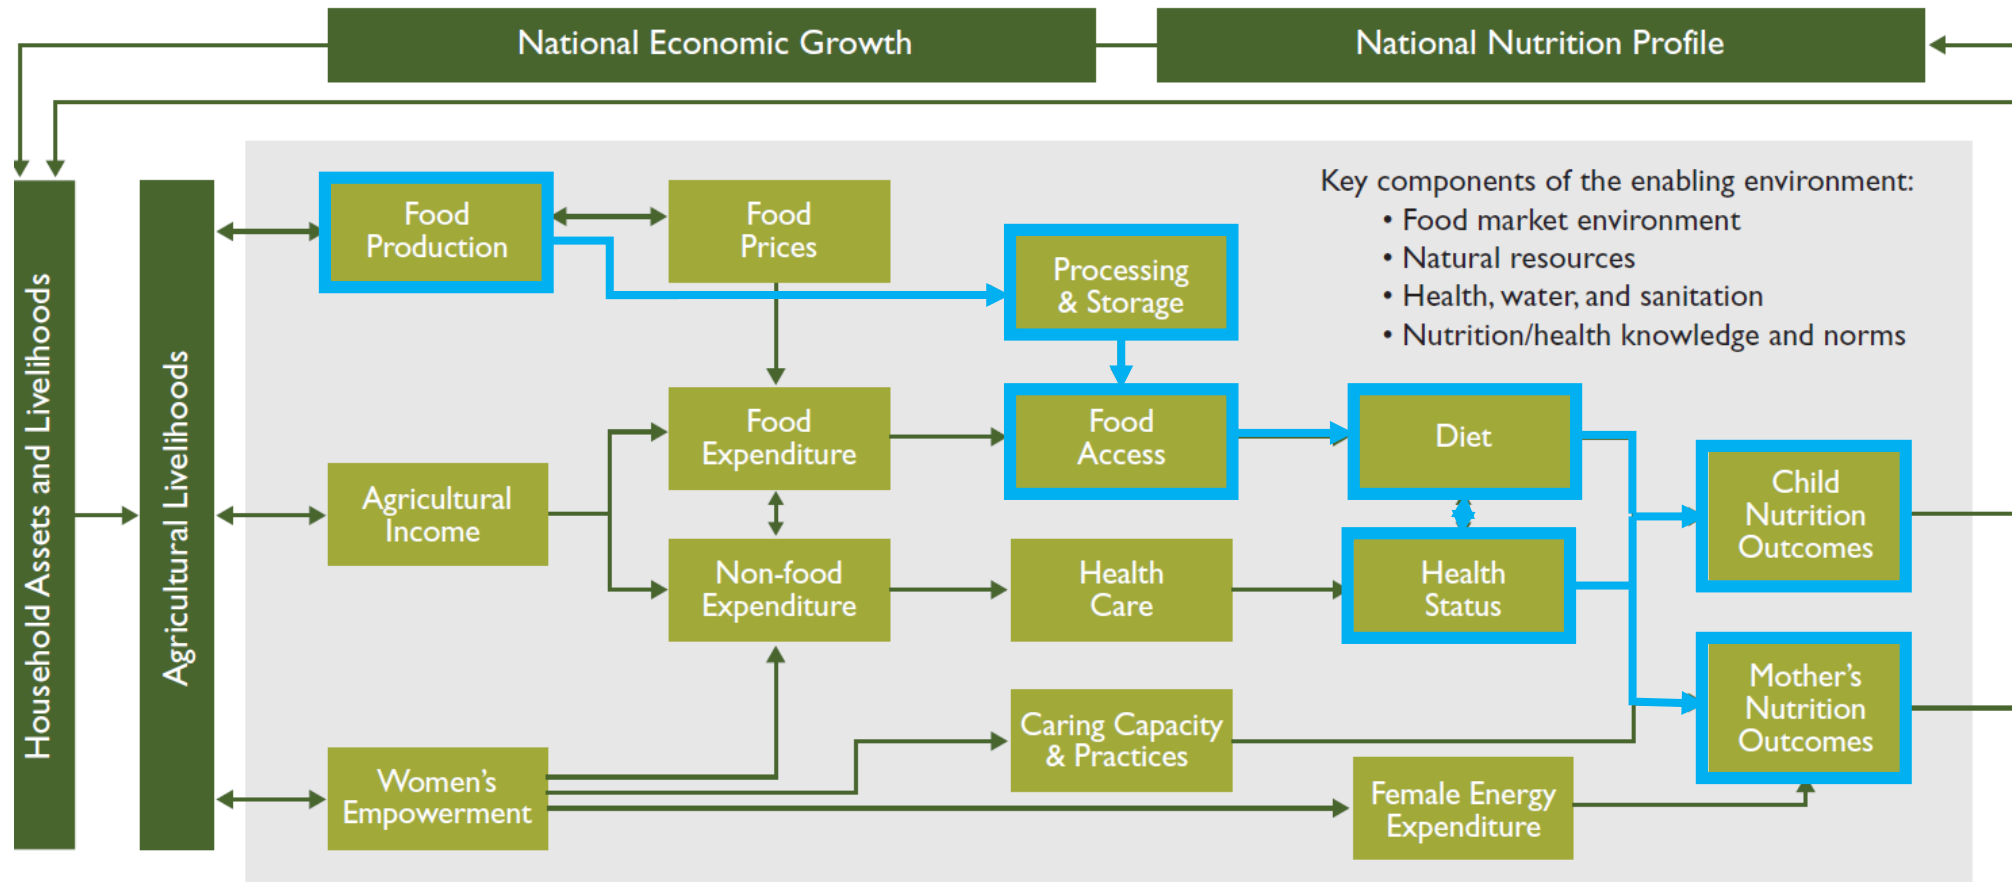 National Economic Growth
National Nutrition Profile
Household Assets and Livelihoods
Agricultural Livelihoods
Food
Production
Food
Prices
Processing
& Storage
Key components of the enabling environment:
• Food market environment
• Natural resources
• Health, water, and sanitation
• Nutrition/health knowledge and norms
Food
Expenditure
Food
Access
Diet
Child
Nutrition
Outcomes
Agricultural
Income
Non-food
Expenditure
Health
Care
Health
Status
Mother's
Nutrition
Outcomes
Caring Capacity
& Practices
Women's
Empowerment
Female Energy
Expenditure